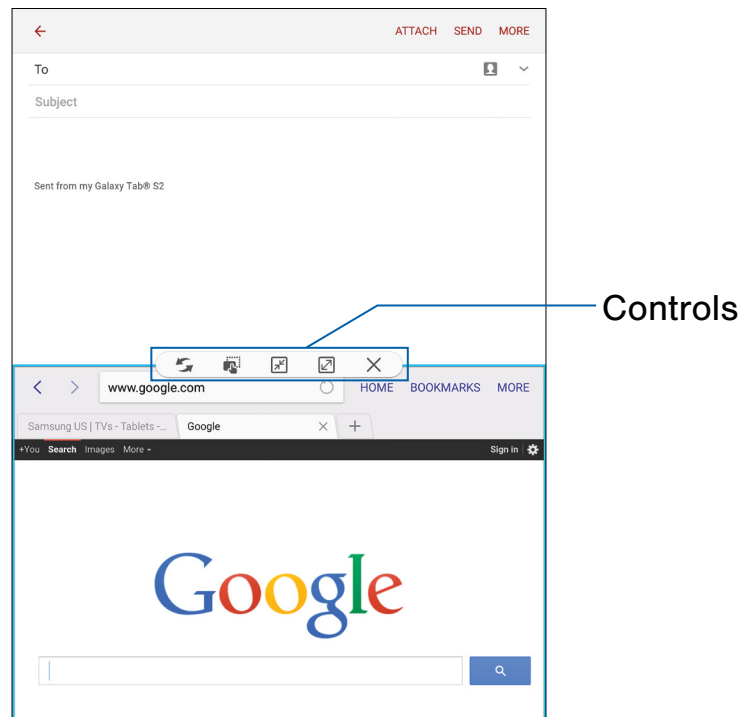 ATTACH SEND MORE
To
Subject
Sent from my Galaxy Tab® S2
Controls
www.google.com HOME BOOKMARKS MORE
Samsung US | TVs - Tablets -... Google
+You Search Images More Sign in
Google